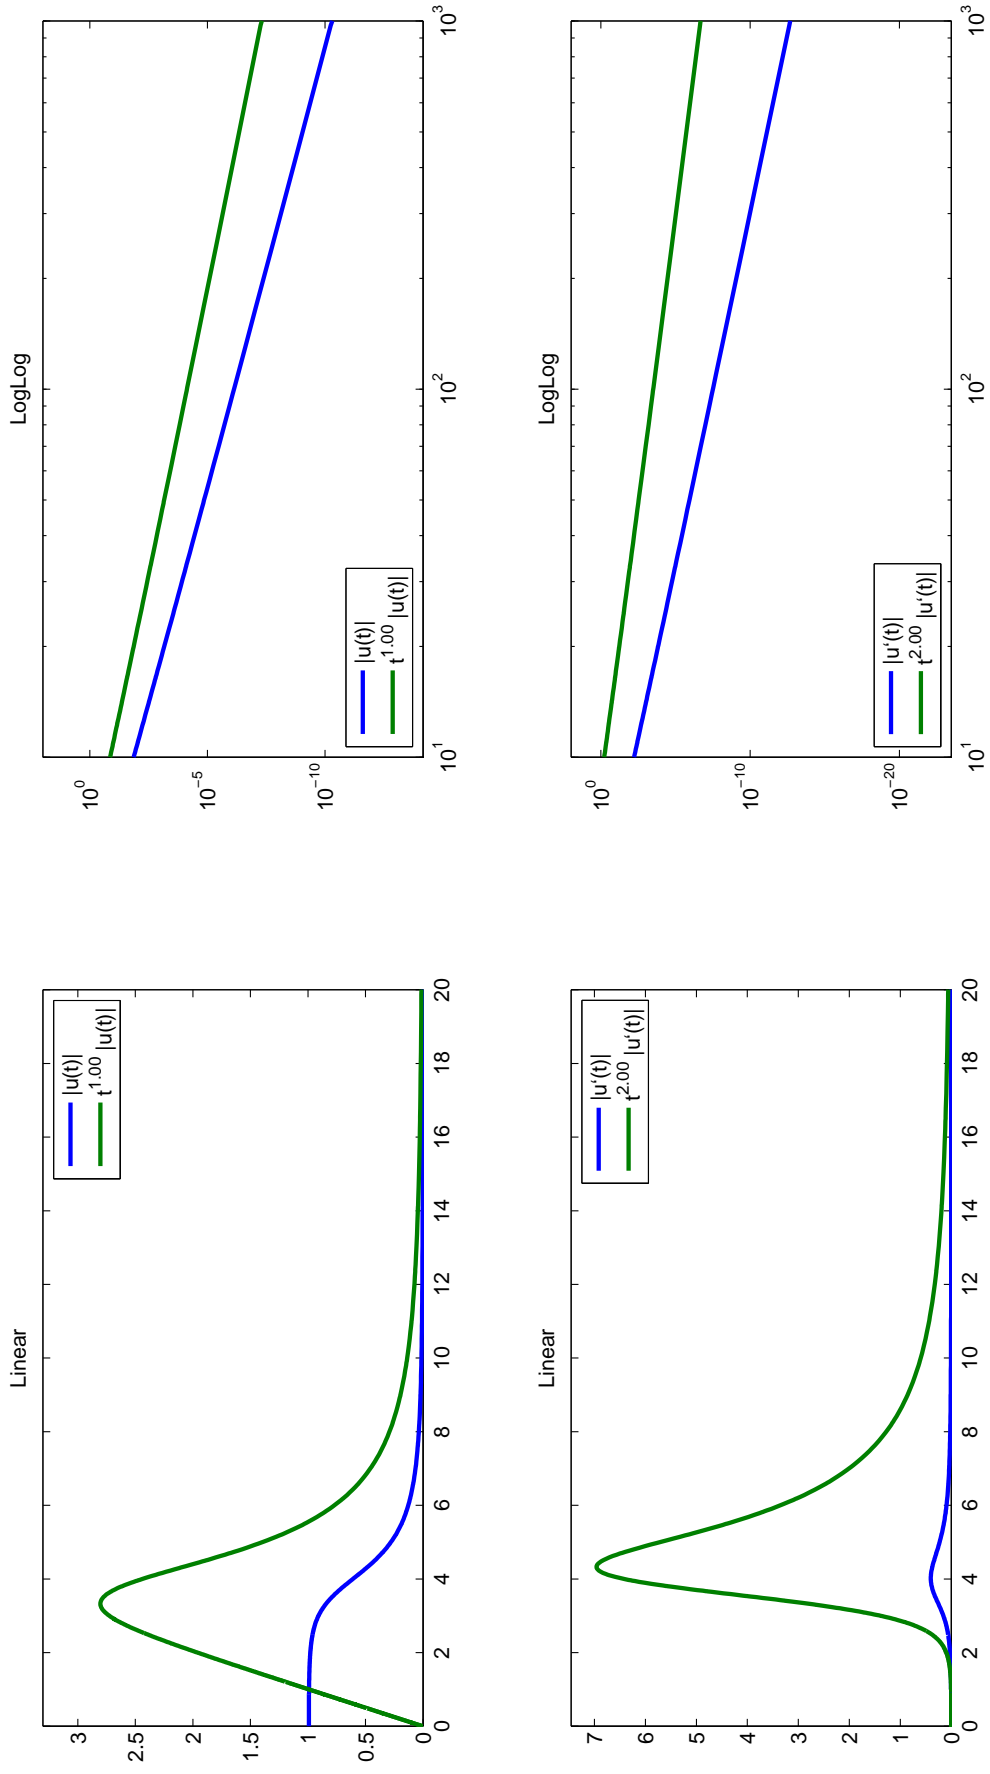 Linear
3
2.5
2
1.5
1
0.5
0
0 2 4 6 8 10 12 14 16 18 20
|u(t)|
t^1.00 |u(t)|
LogLog
10^0
10^−5
10^−10
10^1 10^2 10^3
|u(t)|
t^1.00 |u(t)|
Linear
7
6
5
4
3
2
1
0
0 2 4 6 8 10 12 14 16 18 20
|u‘(t)|
t^2.00 |u‘(t)|
LogLog
10^0
10^−10
10^−20
10^1 10^2 10^3
|u‘(t)|
t^2.00 |u‘(t)|